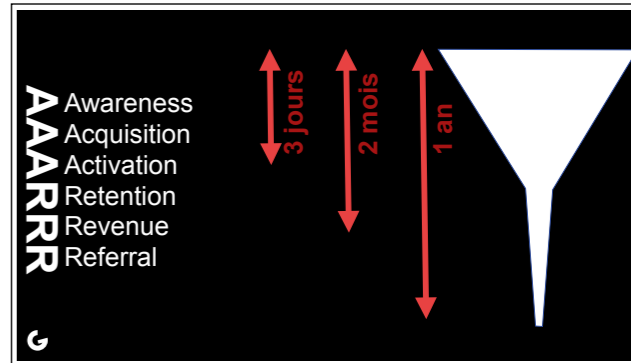 AAARRR
Awareness
Acquisition
Activation
Retention
Revenue
Referral
3 jours
2 mois
1 an